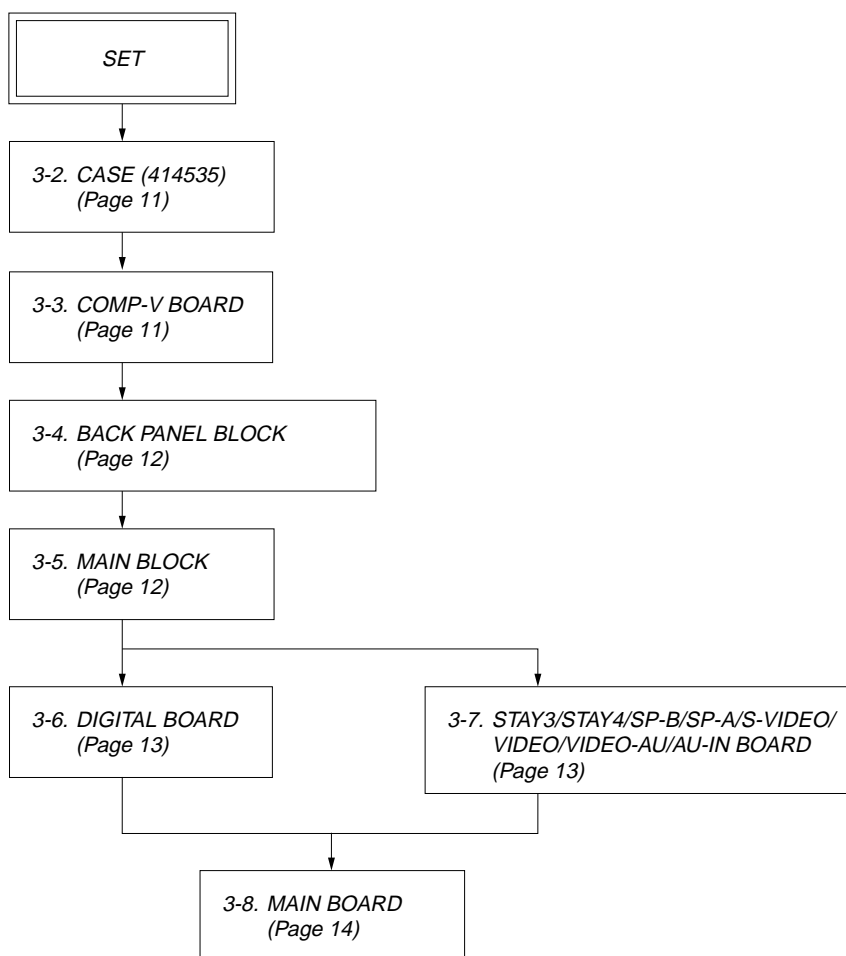 SET
3-2. CASE (414535)
(Page 11)
3-3. COMP-V BOARD
(Page 11)
3-4. BACK PANEL BLOCK
(Page 12)
3-5. MAIN BLOCK
(Page 12)
3-6. DIGITAL BOARD
(Page 13)
3-7. STAY3/STAY4/SP-B/SP-A/S-VIDEO/
VIDEO/VIDEO-AU/AU-IN BOARD
(Page 13)
3-8. MAIN BOARD
(Page 14)